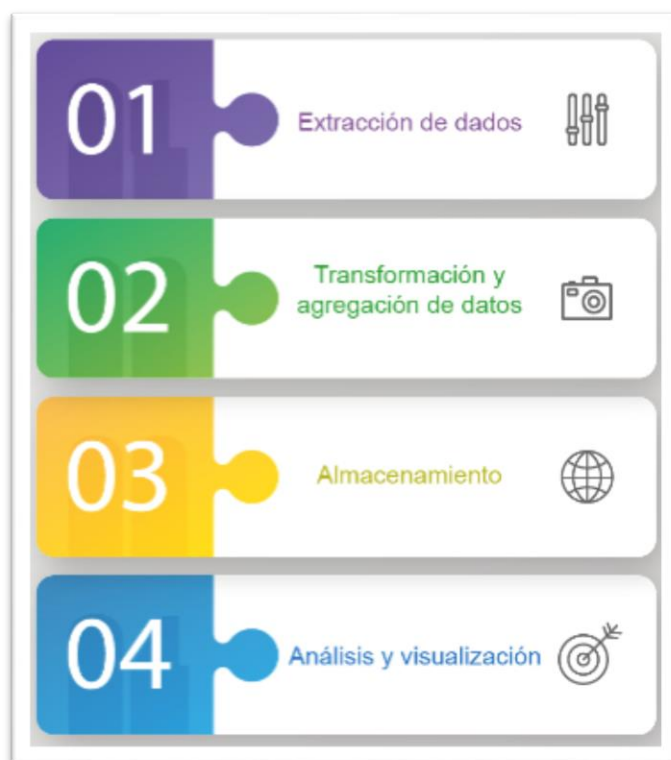 01
Extracción de dados
02
Transformación y
agregación de datos
03
Almacenamiento
04
Análisis y visualización